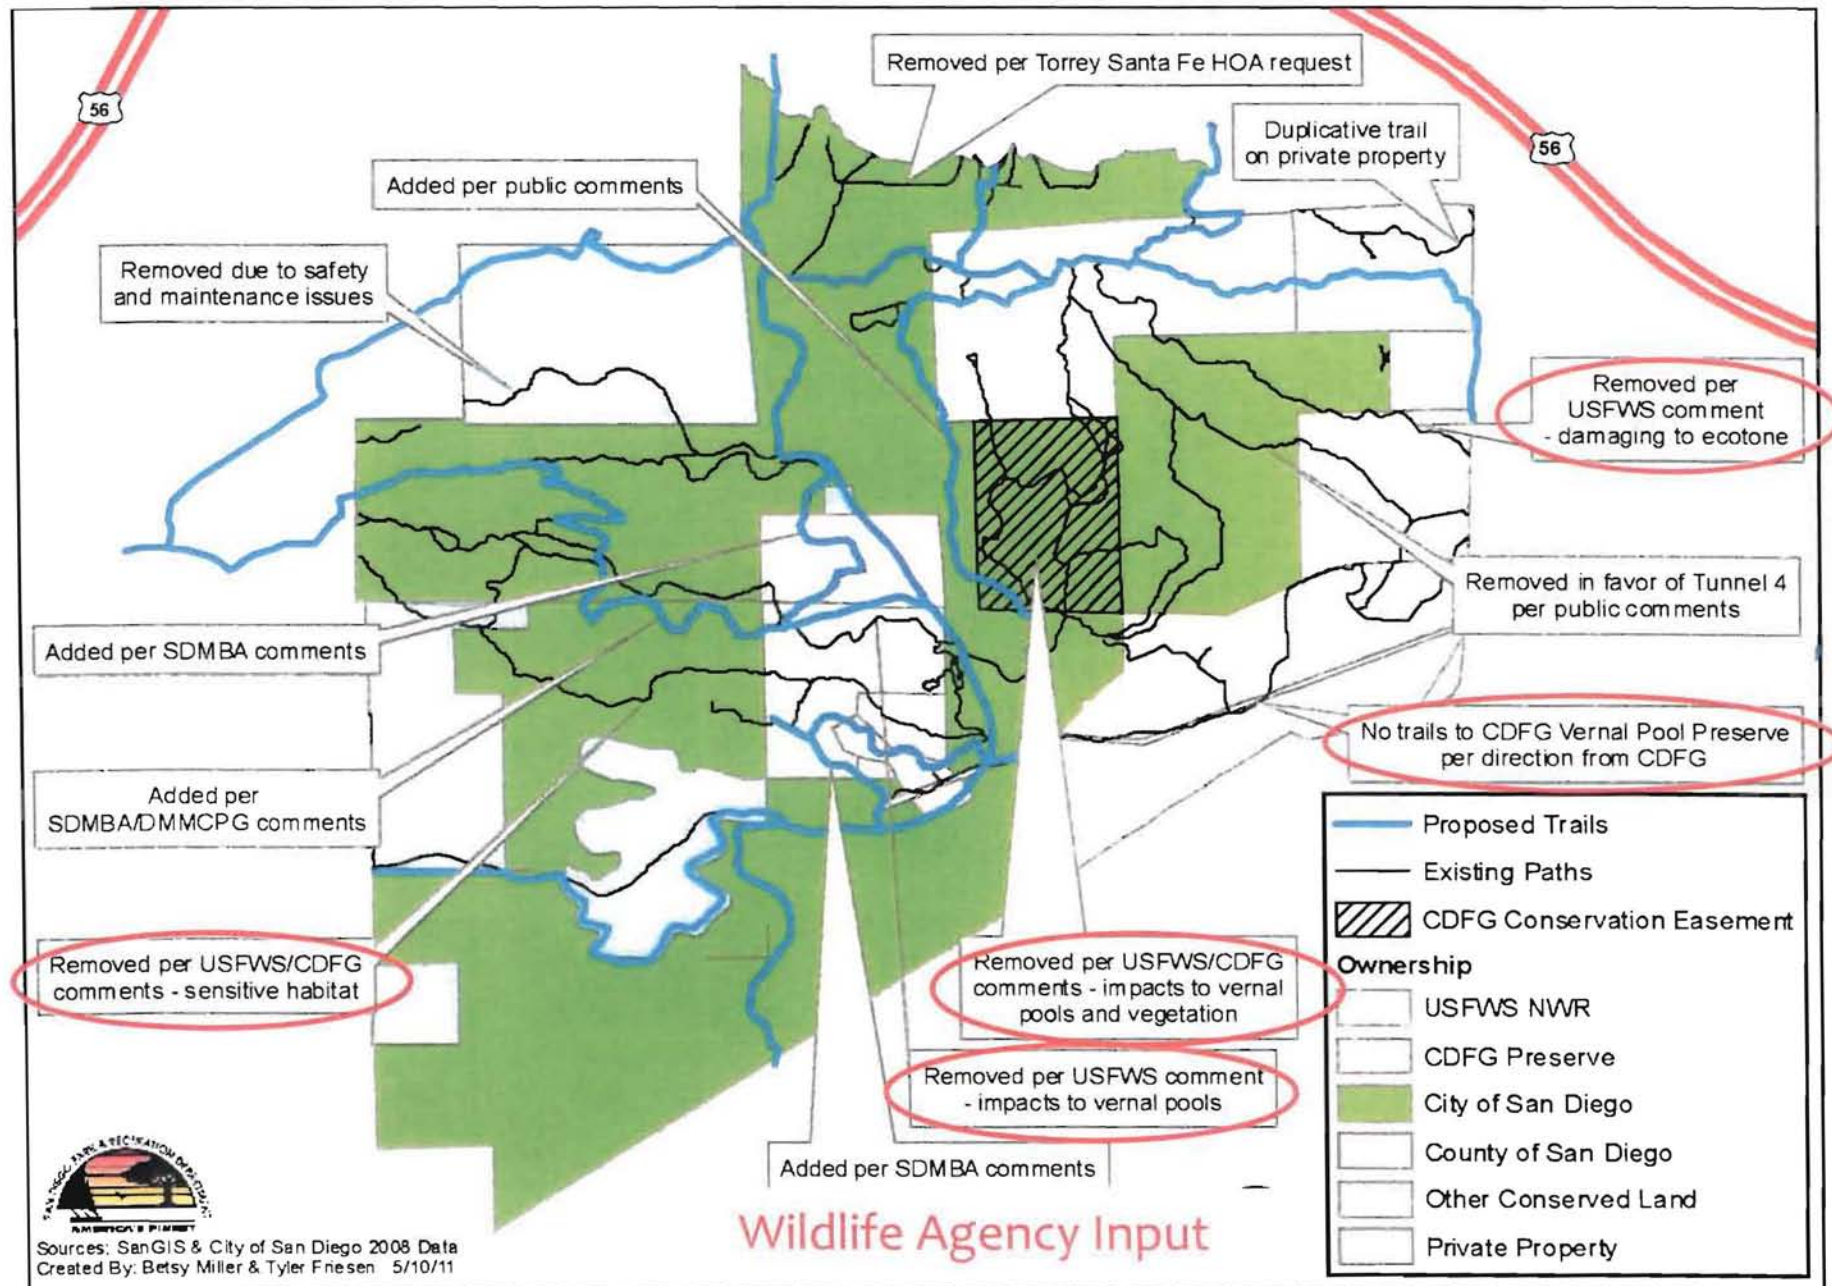 56
Removed per Torrey Santa Fe HOA request
Duplicative trail
on private property
56
Added per public comments
Removed due to safety
and maintenance issues
Removed per
USFWS comment
- damaging to ecotone
Added per SDMBA comments
Removed in favor of Tunnel 4
per public comments
No trails to CDFG Vernal Pool Preserve
per direction from CDFG
Added per
SDMBA/DMMCPG comments
Removed per USFWS/CDFG
comments - sensitive habitat
Removed per USFWS/CDFG
comments - impacts to vernal
pools and vegetation
Removed per USFWS comment
- impacts to vernal pools
Added per SDMBA comments
Proposed Trails
Existing Paths
CDFG Conservation Easement
Ownership
USFWS NWR
CDFG Preserve
City of San Diego
County of San Diego
Other Conserved Land
Private Property
SAN DIEGO PARK & RECREATION DEPARTMENT
AMERICA'S FINEST
Sources: SanGIS & City of San Diego 2008 Data
Created By: Betsy Miller & Tyler Friesen 5/10/11
Wildlife Agency Input